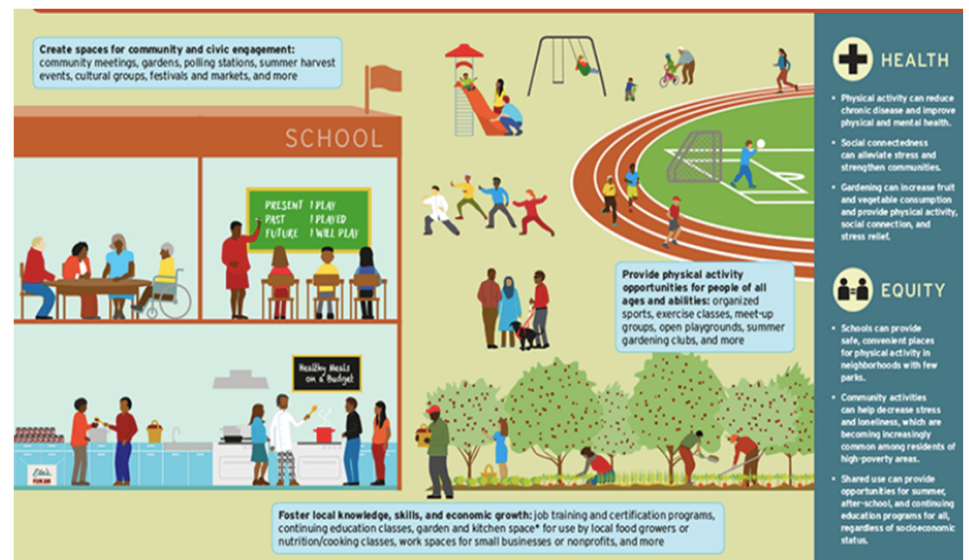 Create spaces for community and civic engagement:
community meetings, gardens, polling stations, summer harvest
events, cultural groups, festivals and markets, and more
SCHOOL
PRESENT I PLAY
PAST I PLAYED
FUTURE I WILL PLAY
Healthy Meals
on a Budget
Provide physical activity
opportunities for people of all
ages and abilities: organized
sports, exercise classes, meet-up
groups, open playgrounds, summer
gardening clubs, and more
Foster local knowledge, skills, and economic growth: job training and certification programs,
continuing education classes, garden and kitchen space* for use by local food growers or
nutrition/cooking classes, work spaces for small businesses or nonprofits, and more
HEALTH
• Physical activity can reduce
chronic disease and improve
physical and mental health.
• Social connectedness
can alleviate stress and
strengthen communities.
• Gardening can increase fruit
and vegetable consumption
and provide physical activity,
social connection, and
stress relief.
EQUITY
• Schools can provide
safe, convenient places
for physical activity in
neighborhoods with few
parks.
• Community activities
can help decrease stress
and loneliness, which are
becoming increasingly
common among residents of
high-poverty areas.
• Shared use can provide
opportunities for summer,
after-school, and continuing
education programs for all,
regardless of socioeconomic
status.